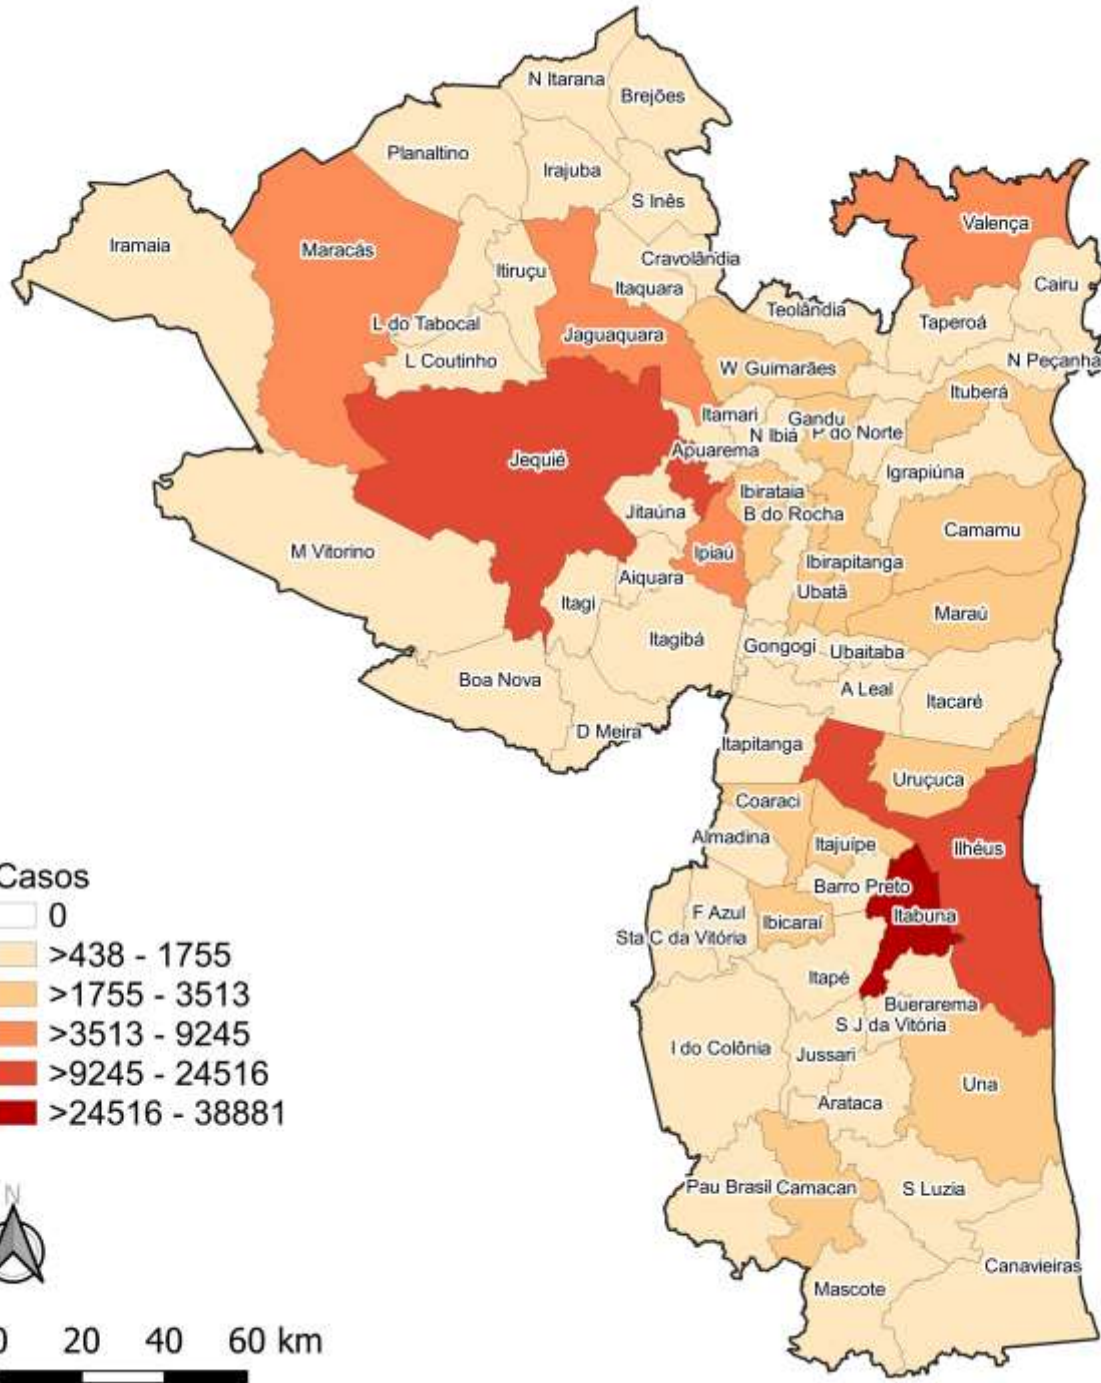 N Itarana
Brejões
Planaltino
Irajuba
S Inês
Valença
Iramaia
Maracás
Itiruçu
Cravolândia
Itaquara
Cairu
Teolândia
Taperoá
L do Tabocal
Jaguaquara
L Coutinho
W Guimarães
N Peçanha
Ituberá
Itamari
Gandu
N Ibiá
P do Norte
Apuarema
Jequié
Igrapiúna
Ibirataia
Jitaúna
B do Rocha
Camamu
M Vitorino
Ipiaú
Ibirapitanga
Aiquara
Ubatã
Itagi
Maraú
Itagibá
Gongogi
Ubaitaba
Boa Nova
A Leal
Itacaré
D Meira
Itapitanga
Uruçuca
Coaraci
Almadina
Itajuípe
Ilhéus
Barro Preto
F Azul
Ibicaraí
Itabuna
Sta C da Vitória
Itapé
Buerarema
S J da Vitória
I do Colônia
Jussari
Una
Arataca
Pau Brasil
Camacan
S Luzia
Canavieiras
Mascote
Casos
0
>438 - 1755
>1755 - 3513
>3513 - 9245
>9245 - 24516
>24516 - 38881
N
0 20 40 60 km